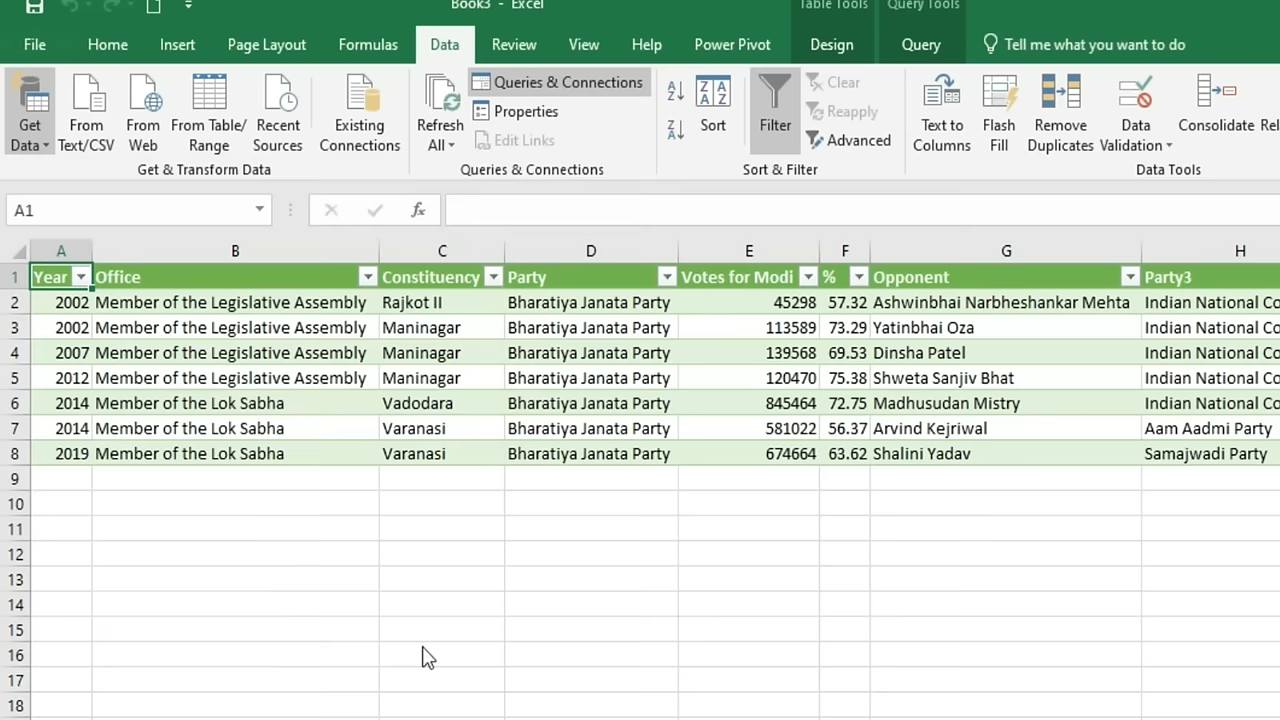 Book3 - Excel
Table Tools
Query Tools
File Home Insert Page Layout Formulas Data Review View Help Power Pivot Design Query Tell me what you want to do
Get Data
From Text/CSV
From Web
From Table/ Range
Recent Sources
Existing Connections
Get & Transform Data
Refresh All
Queries & Connections
Properties
Edit Links
Queries & Connections
Sort
Filter
Clear
Reapply
Advanced
Sort & Filter
Text to Columns
Flash Fill
Remove Duplicates
Data Validation
Consolidate
Data Tools
A1 fx
A B C D E F G H
1 Year Office Constituency Party Votes for Modi % Opponent Party3
2 2002 Member of the Legislative Assembly Rajkot II Bharatiya Janata Party 45298 57.32 Ashwinbhai Narbheshankar Mehta Indian National
3 2002 Member of the Legislative Assembly Maninagar Bharatiya Janata Party 113589 73.29 Yatinbhai Oza Indian National
4 2007 Member of the Legislative Assembly Maninagar Bharatiya Janata Party 139568 69.53 Dinsha Patel Indian National
5 2012 Member of the Legislative Assembly Maninagar Bharatiya Janata Party 120470 75.38 Shweta Sanjiv Bhat Indian National
6 2014 Member of the Lok Sabha Vadodara Bharatiya Janata Party 845464 72.75 Madhusudan Mistry Indian National
7 2014 Member of the Lok Sabha Varanasi Bharatiya Janata Party 581022 56.37 Arvind Kejriwal Aam Aadmi Party
8 2019 Member of the Lok Sabha Varanasi Bharatiya Janata Party 674664 63.62 Shalini Yadav Samajwadi Party
9
10
11
12
13
14
15
16
17
18